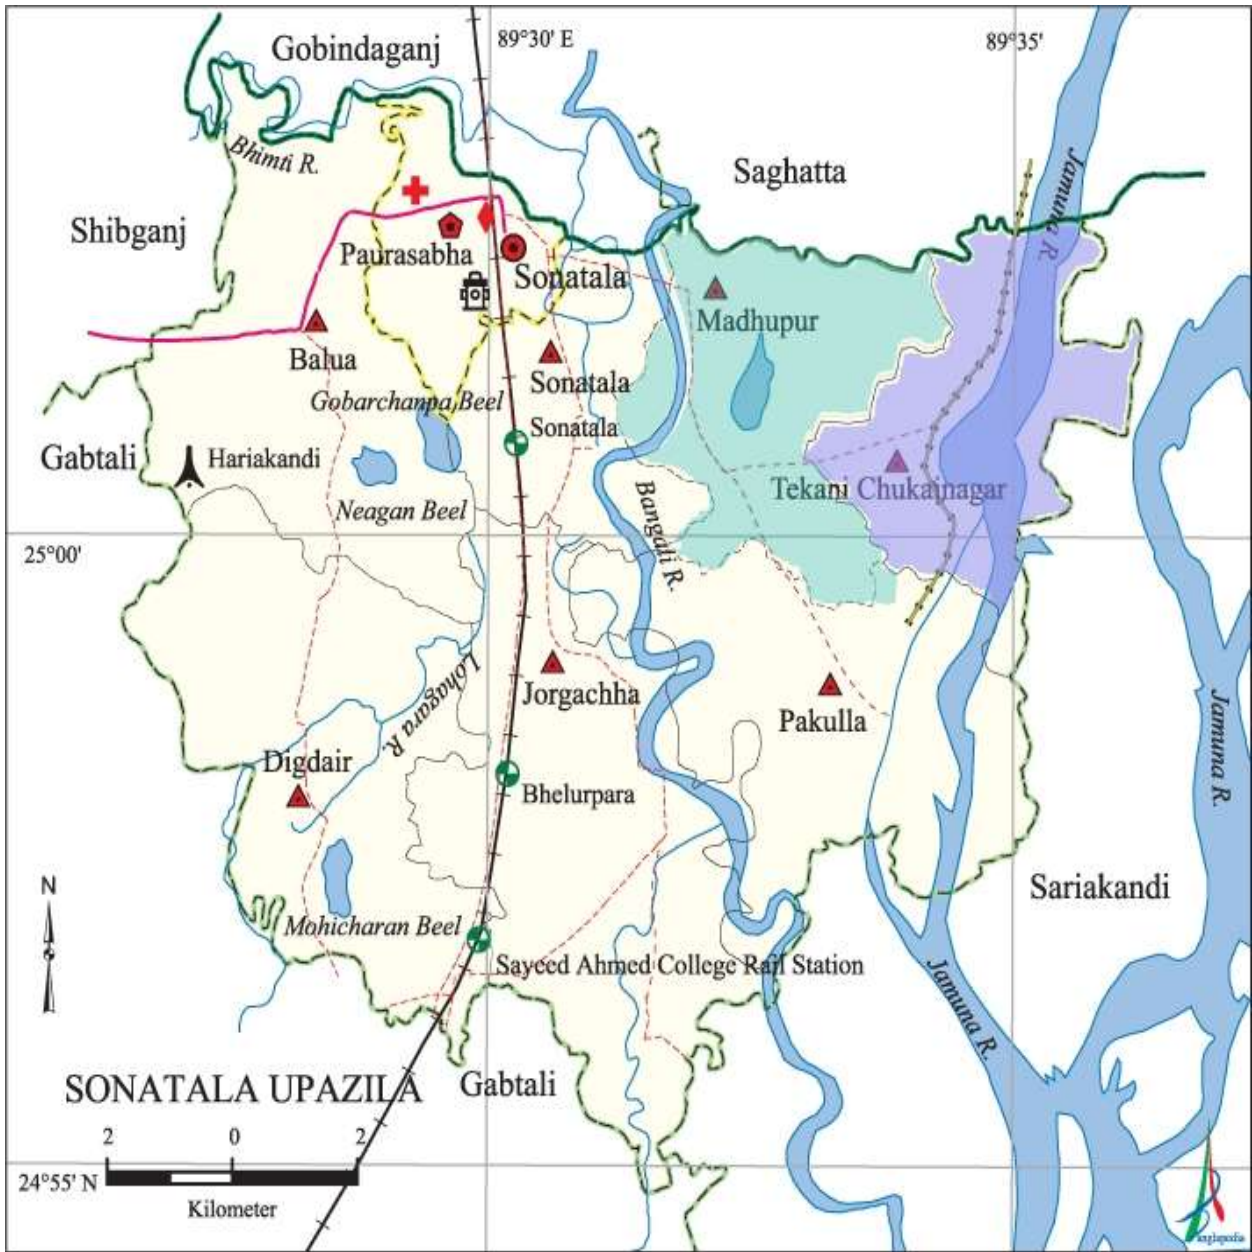 Gobindaganj
89°30' E
89°35'
Bhimti R.
Saghatta
Jamuna R.
Shibganj
Paurasabha
Sonatala
Madhupur
Balua
Sonatala
Gobarchanpa Beel
Sonatala
Gabtali
Hariakandi
Tekani Chukainagar
Neagan Beel
Bangali R.
25°00'
Lohagara R.
Jorgachha
Pakulla
Jamuna R.
Digdair
Bhelurpara
Sariakandi
N
Mohicharan Beel
Sayeed Ahmed College Rail Station
Jamuna R.
SONATALA UPAZILA
Gabtali
2 0 2
24°55' N
Kilometer
anglapedia